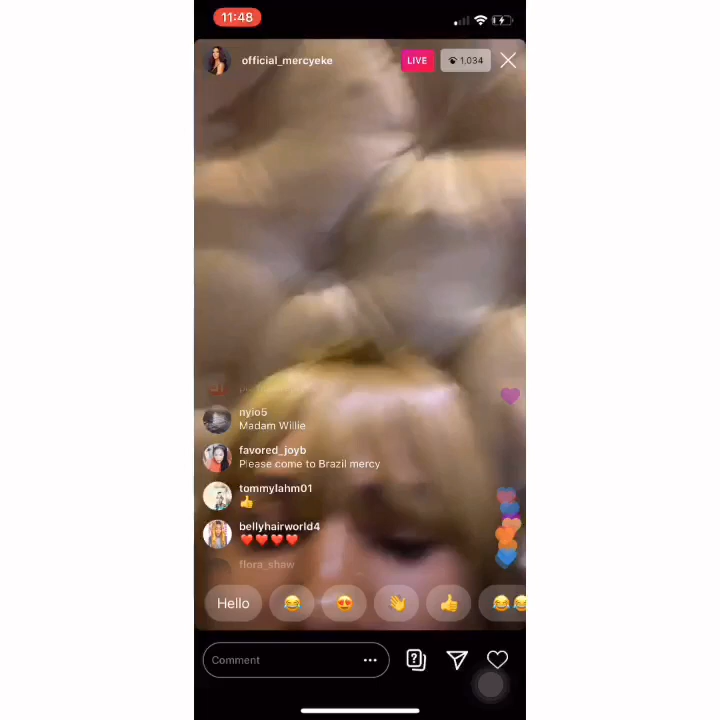 11:48
official_mercyeke
LIVE
1,034
nyio5
Madam Willie
favored_joyb
Please come to Brazil mercy
tommylahm01
👍
bellyhairworld4
❤️❤️❤️❤️
flora_shaw
Hello 😂 😍 👋 👍 😂😂
Comment